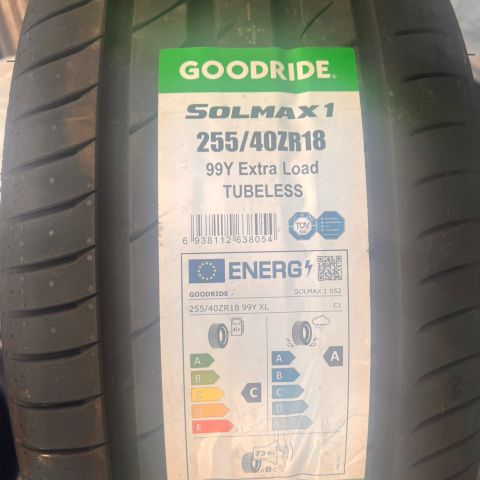 GOODRIDE
SOLMAX 1
255/40ZR18
99Y Extra Load
TUBELESS
6 938112 638054
TÜV
ENERG
GOODRIDE
SOLMAX 1 052
255/40ZR18 99Y XL
C1
A
B
C
D
E
C
A
B
C
D
E
A